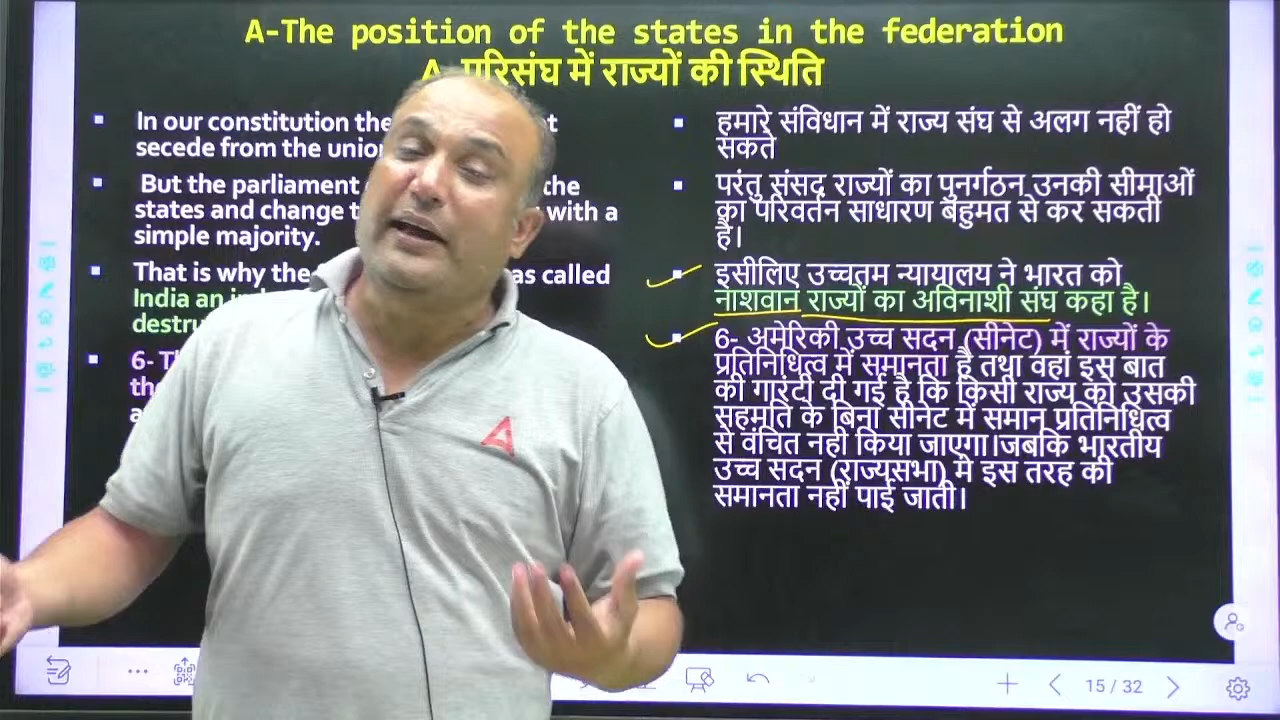 A-The position of the states in the federation
परिसंघ में राज्यों की स्थिति
In our constitution the
secede from the union
But the parliament the
states and change with a
simple majority.
That is why the as called
India an
6-
हमारे संविधान में राज्य संघ से अलग नहीं हो
सकते
परंतु संसद राज्यों का पुनर्गठन उनकी सीमाओं
का परिवर्तन साधारण बहुमत से कर सकती
है।
इसीलिए उच्चतम न्यायालय ने भारत को
नाशवान राज्यों का अविनाशी संघ कहा है।
6- अमेरिकी उच्च सदन (सीनेट) में राज्यों के
प्रतिनिधित्व में समानता है तथा वहां इस बात
की गारंटी दी गई है कि किसी राज्य को उसकी
सहमति के बिना सीनेट में समान प्रतिनिधित्व
से वंचित नही किया जाएगा।जबकि भारतीय
उच्च सदन (राज्यसभा) मे इस तरह की
समानता नहीं पाई जाती।
15 / 32